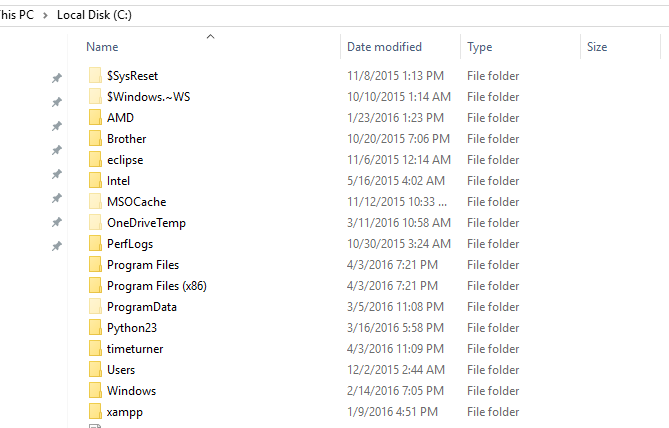 his PC > Local Disk (C:)
Name Date modified Type Size
$SysReset 11/8/2015 1:13 PM File folder
$Windows.~WS 10/10/2015 1:14 AM File folder
AMD 1/23/2016 1:23 PM File folder
Brother 10/20/2015 7:06 PM File folder
eclipse 11/6/2015 12:14 AM File folder
Intel 5/16/2015 4:02 AM File folder
MSOCache 11/12/2015 10:33 ... File folder
OneDriveTemp 3/11/2016 10:58 AM File folder
PerfLogs 10/30/2015 3:24 AM File folder
Program Files 4/3/2016 7:21 PM File folder
Program Files (x86) 4/3/2016 7:21 PM File folder
ProgramData 3/5/2016 11:08 PM File folder
Python23 3/16/2016 5:58 PM File folder
timeturner 4/3/2016 11:09 PM File folder
Users 12/2/2015 2:44 AM File folder
Windows 2/14/2016 7:05 PM File folder
xampp 1/9/2016 4:51 PM File folder